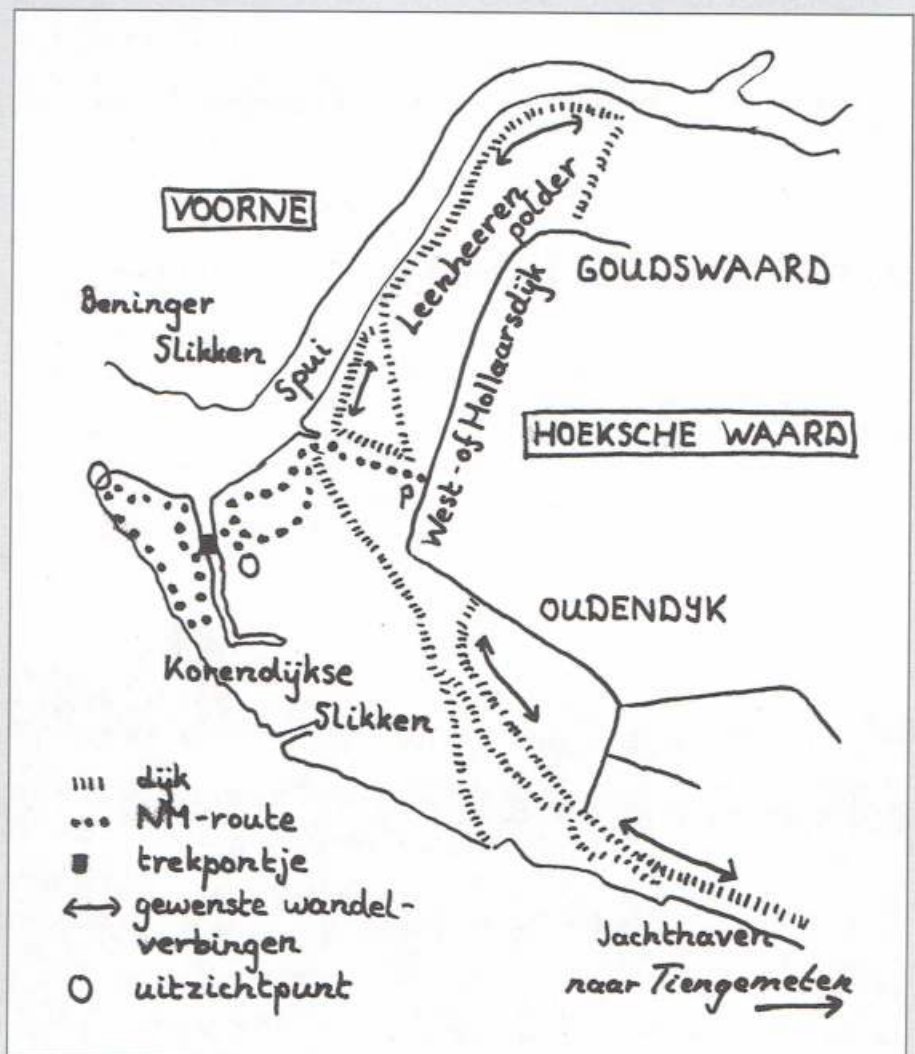 VOORNE
Beninger
Slikken
Spui
Leenheeren
polder
GOUDSWAARD
West- of Hollaarsdijk
HOEKSCHE WAARD
P
OUDENDYK
Korendijkse
Slikken
dijk
NM-route
trekpontje
gewenste wandel-
verbingen
uitzichtpunt
Jachthaven
naar Tiengemeten